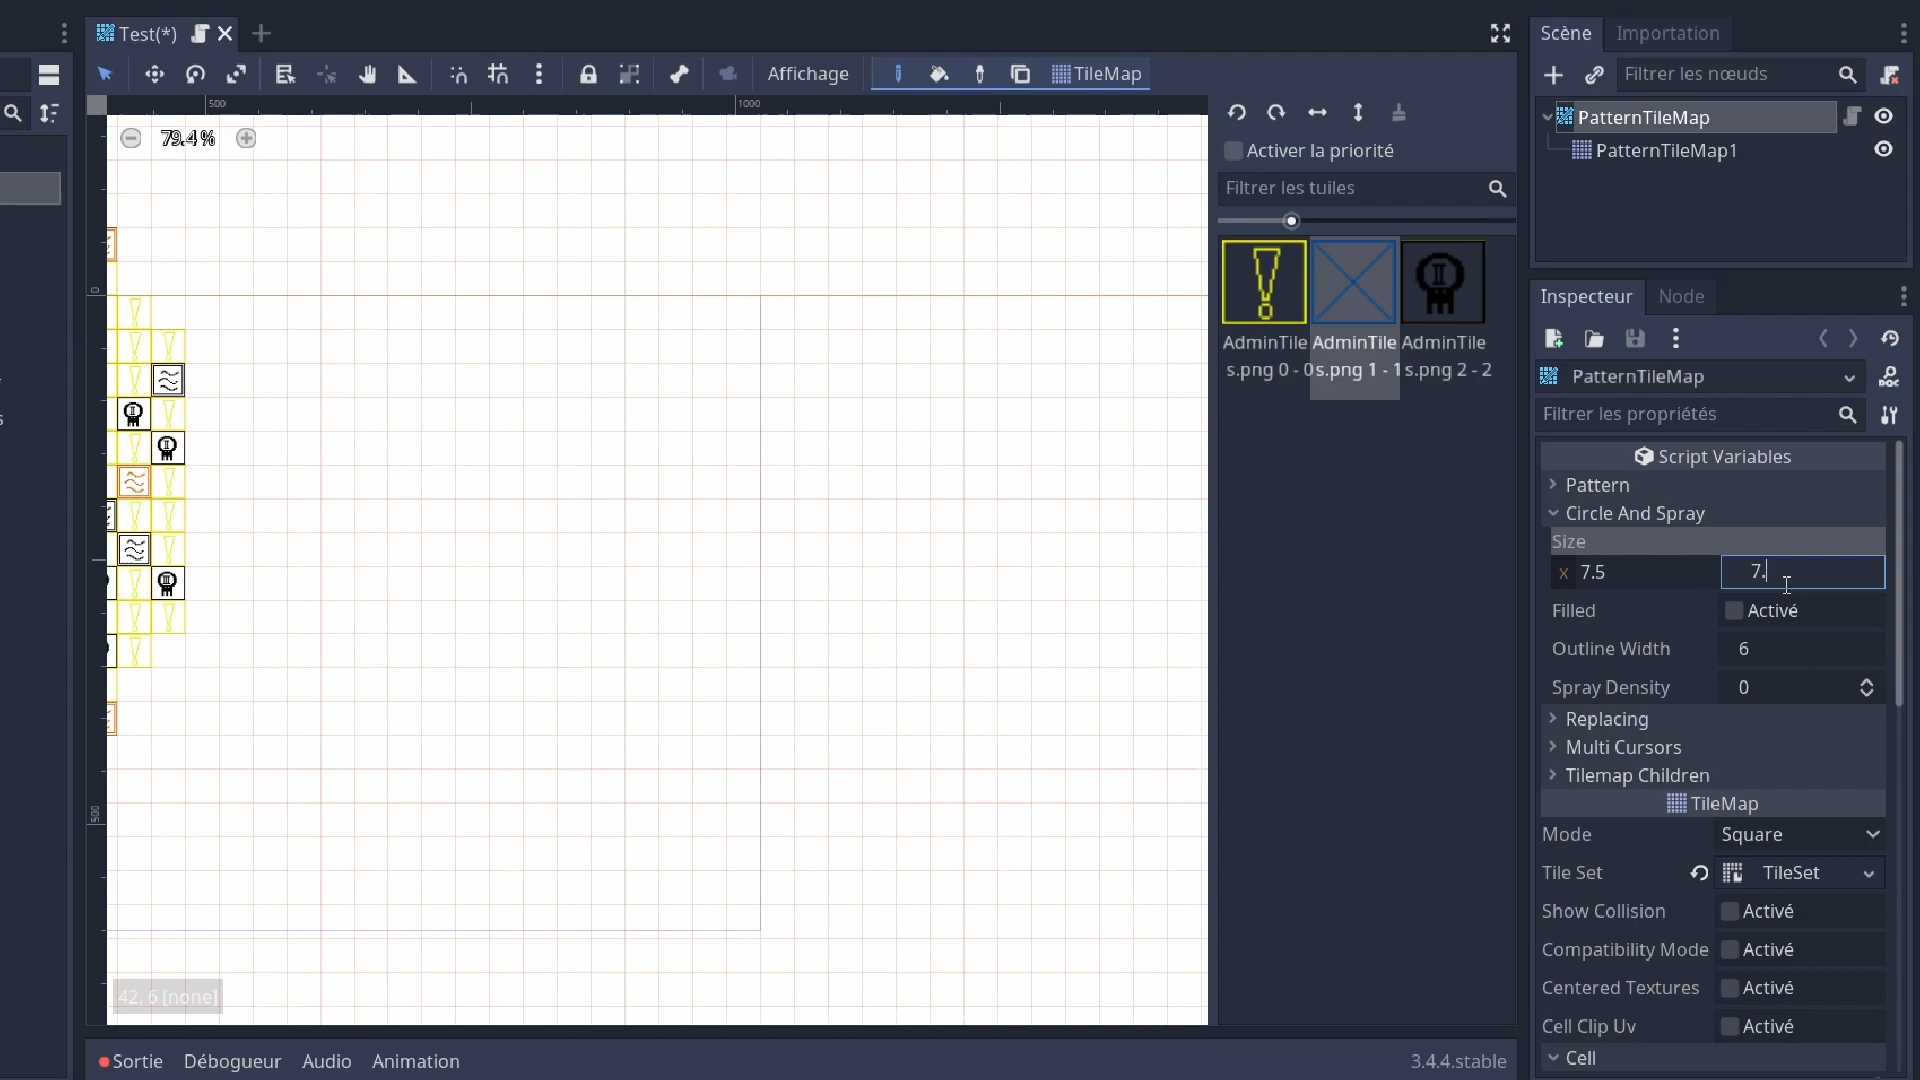 Test(*)
Affichage
TileMap
500
1000
79.4 %
0
500
42, 6 [none]
Activer la priorité
Filtrer les tuiles
AdminTile
s.png 0 - 0
AdminTile
s.png 1 - 1
AdminTile
s.png 2 - 2
Scène
Importation
Filtrer les nœuds
PatternTileMap
PatternTileMap1
Inspecteur
Node
PatternTileMap
Filtrer les propriétés
Script Variables
Pattern
Circle And Spray
Size
x 7.5
7.
Filled
Activé
Outline Width
6
Spray Density
0
Replacing
Multi Cursors
Tilemap Children
TileMap
Mode
Square
Tile Set
TileSet
Show Collision
Activé
Compatibility Mode
Activé
Centered Textures
Activé
Cell Clip Uv
Activé
Cell
Sortie
Débogueur
Audio
Animation
3.4.4.stable